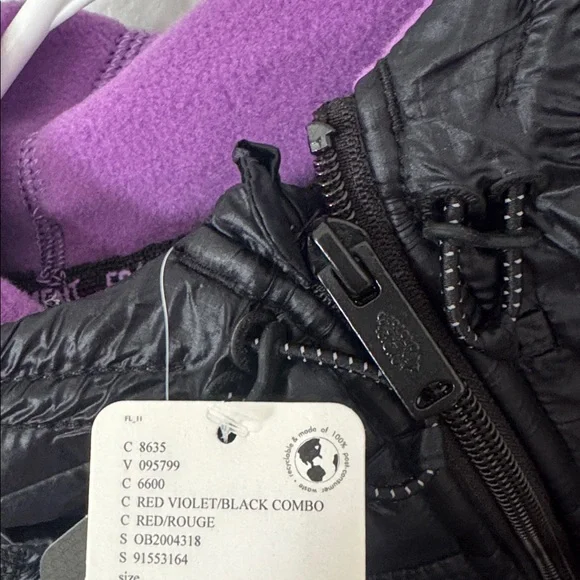 FL_11
C 8635
V 095799
C 6600
C RED VIOLET/BLACK COMBO
C RED/ROUGE
S OB2004318
S 91553164
size
recyclable & made of 100% post-consumer waste •